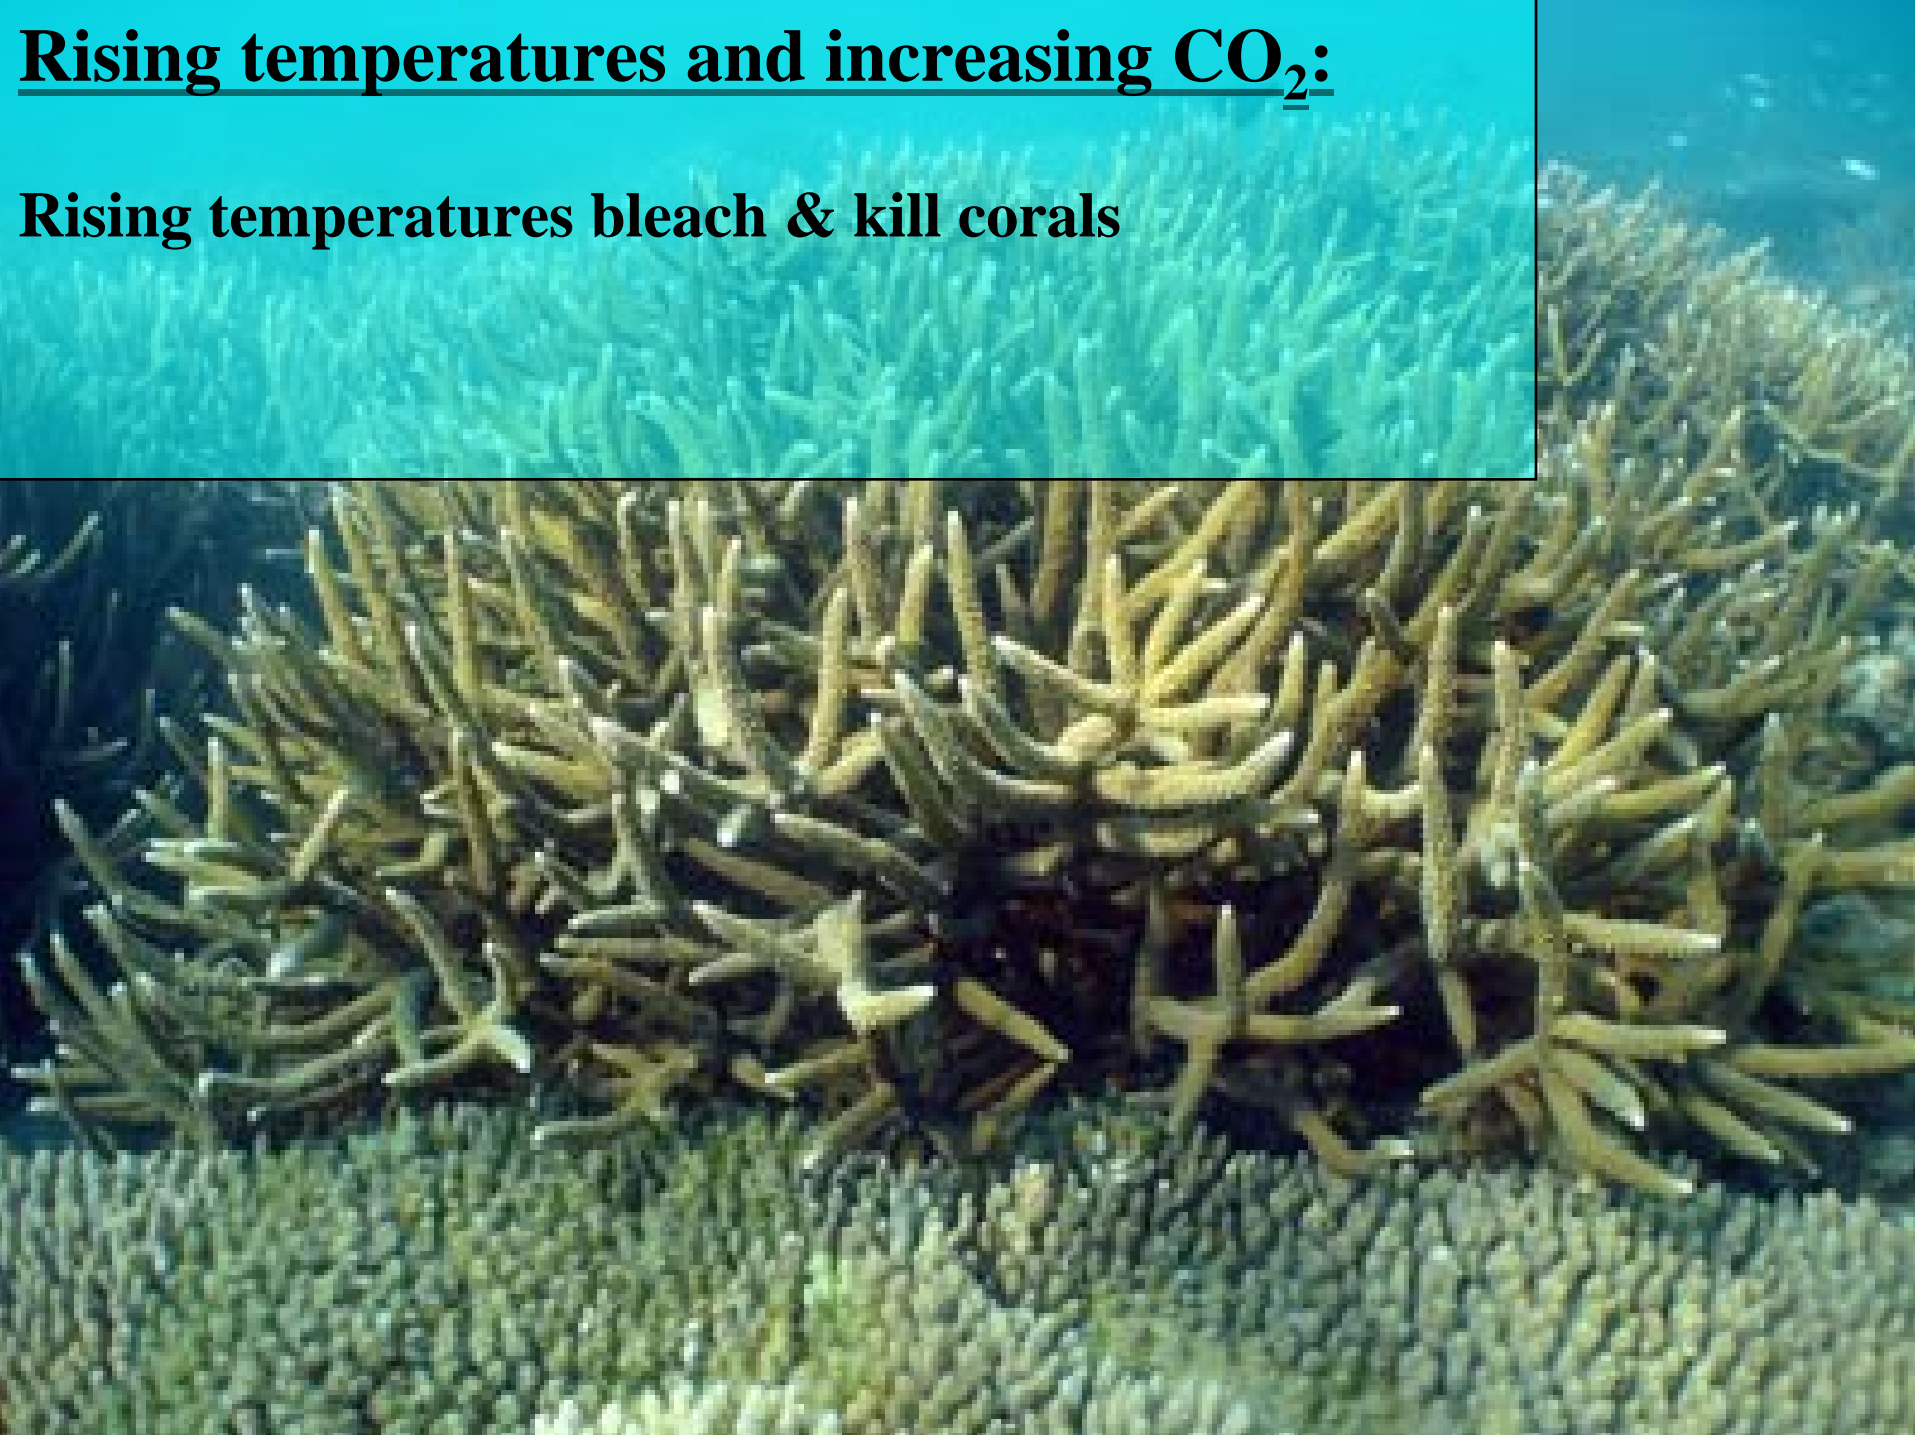 Rising temperatures and increasing CO₂:
Rising temperatures bleach & kill corals